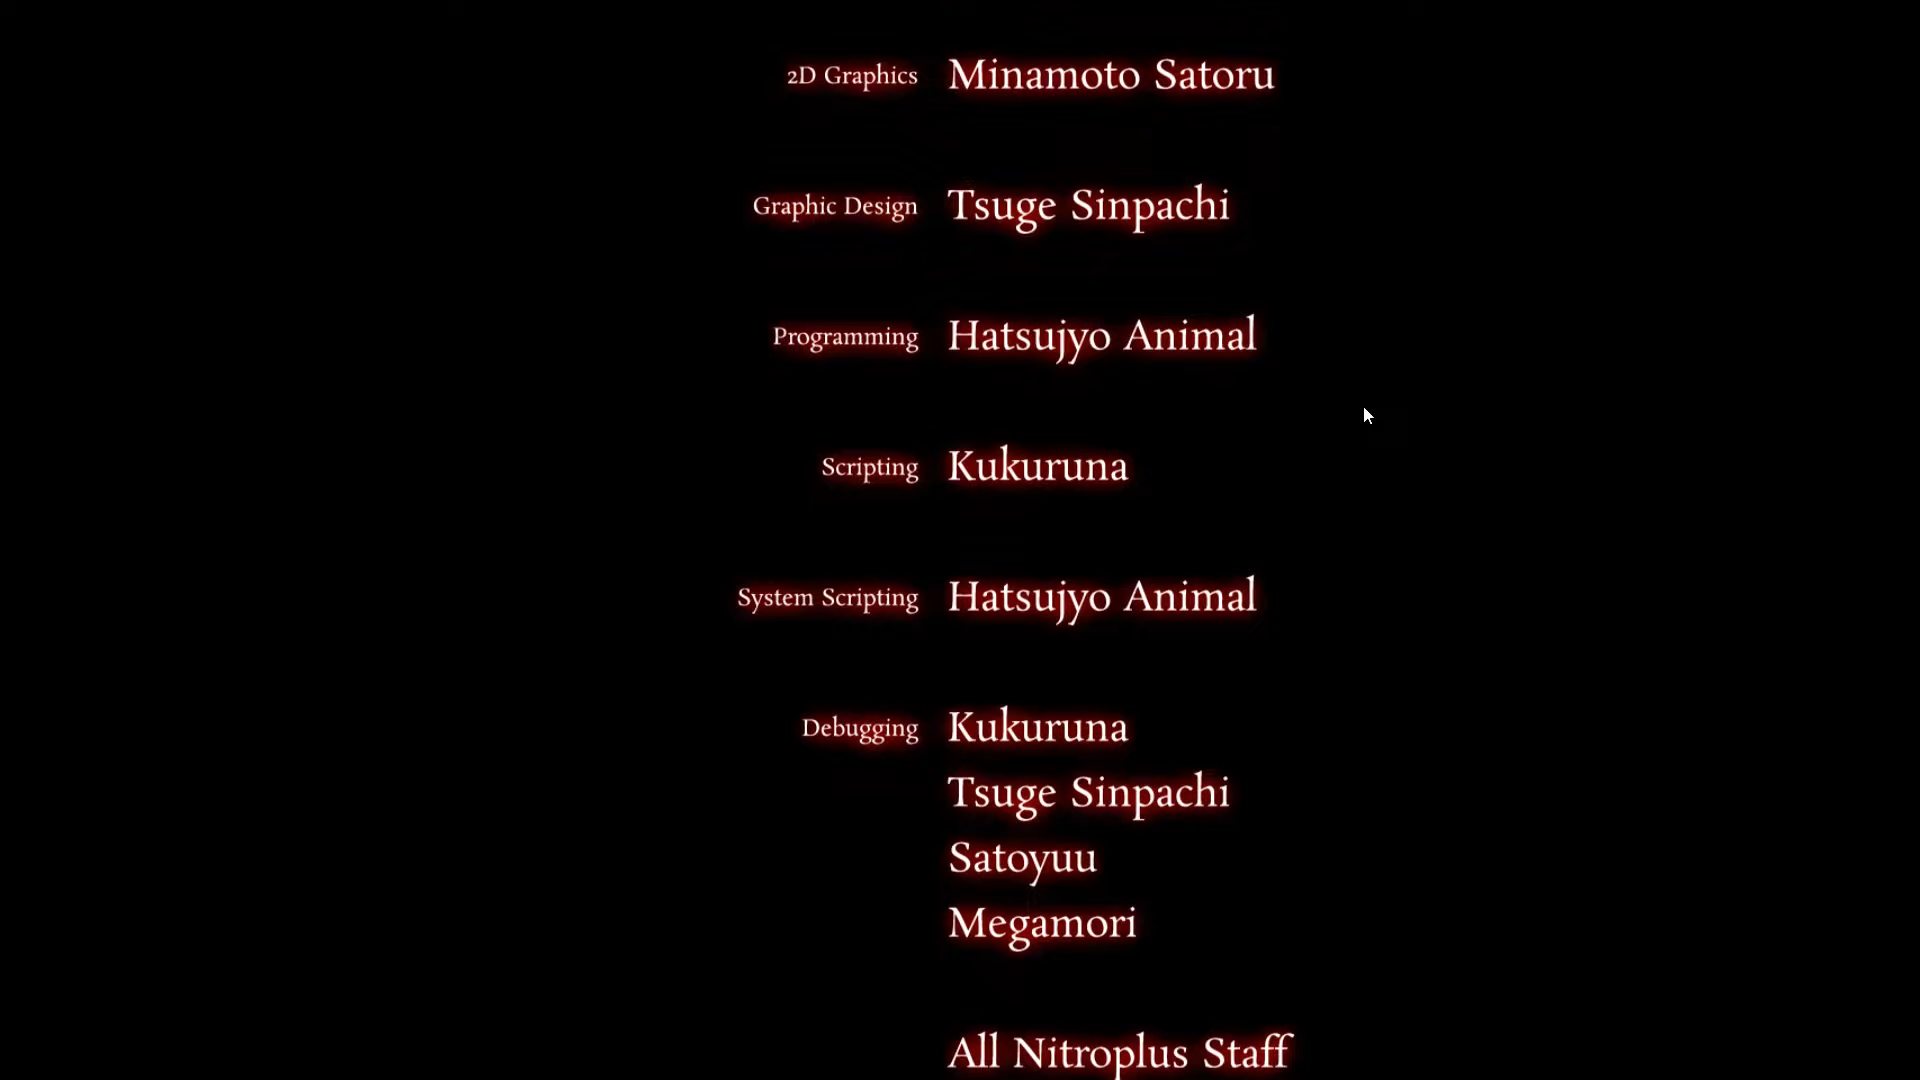 2D Graphics Minamoto Satoru
Graphic Design Tsuge Sinpachi
Programming Hatsujyo Animal
Scripting Kukuruna
System Scripting Hatsujyo Animal
Debugging Kukuruna
Tsuge Sinpachi
Satoyuu
Megamori
All Nitroplus Staff